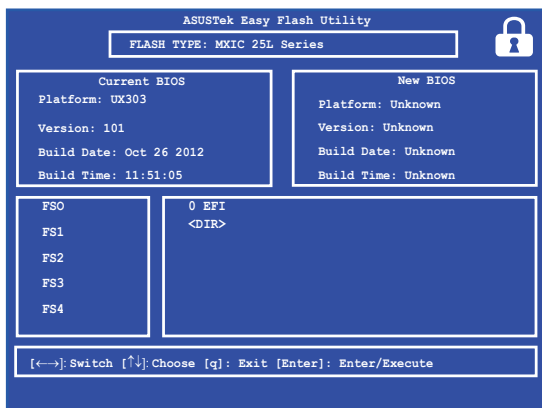 ASUSTek Easy Flash Utility
FLASH TYPE: MXIC 25L Series
Current BIOS
Platform: UX303
Version: 101
Build Date: Oct 26 2012
Build Time: 11:51:05
New BIOS
Platform: Unknown
Version: Unknown
Build Date: Unknown
Build Time: Unknown
FSO
FS1
FS2
FS3
FS4
0 EFI
<DIR>
[←→]: Switch [↑↓]: Choose [q]: Exit [Enter]: Enter/Execute